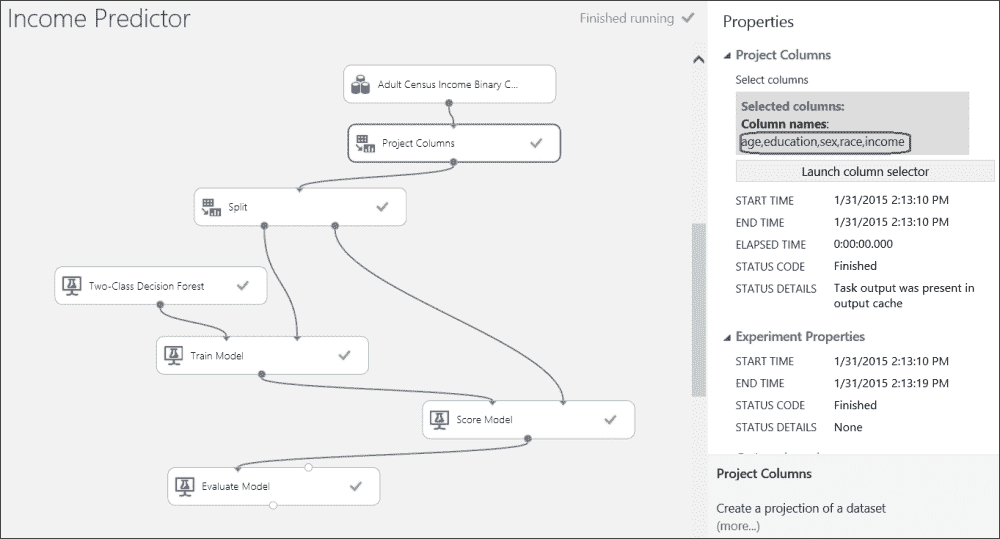 Income Predictor
Finished running
Adult Census Income Binary C...
Project Columns
Split
Two-Class Decision Forest
Train Model
Score Model
Evaluate Model
Properties
Project Columns
Select columns
Selected columns:
Column names:
age,education,sex,race,income
Launch column selector
START TIME 1/31/2015 2:13:10 PM
END TIME 1/31/2015 2:13:10 PM
ELAPSED TIME 0:00:00.000
STATUS CODE Finished
STATUS DETAILS Task output was present in
output cache
Experiment Properties
START TIME 1/31/2015 2:13:10 PM
END TIME 1/31/2015 2:13:19 PM
STATUS CODE Finished
STATUS DETAILS None
Project Columns
Create a projection of a dataset
(more...)